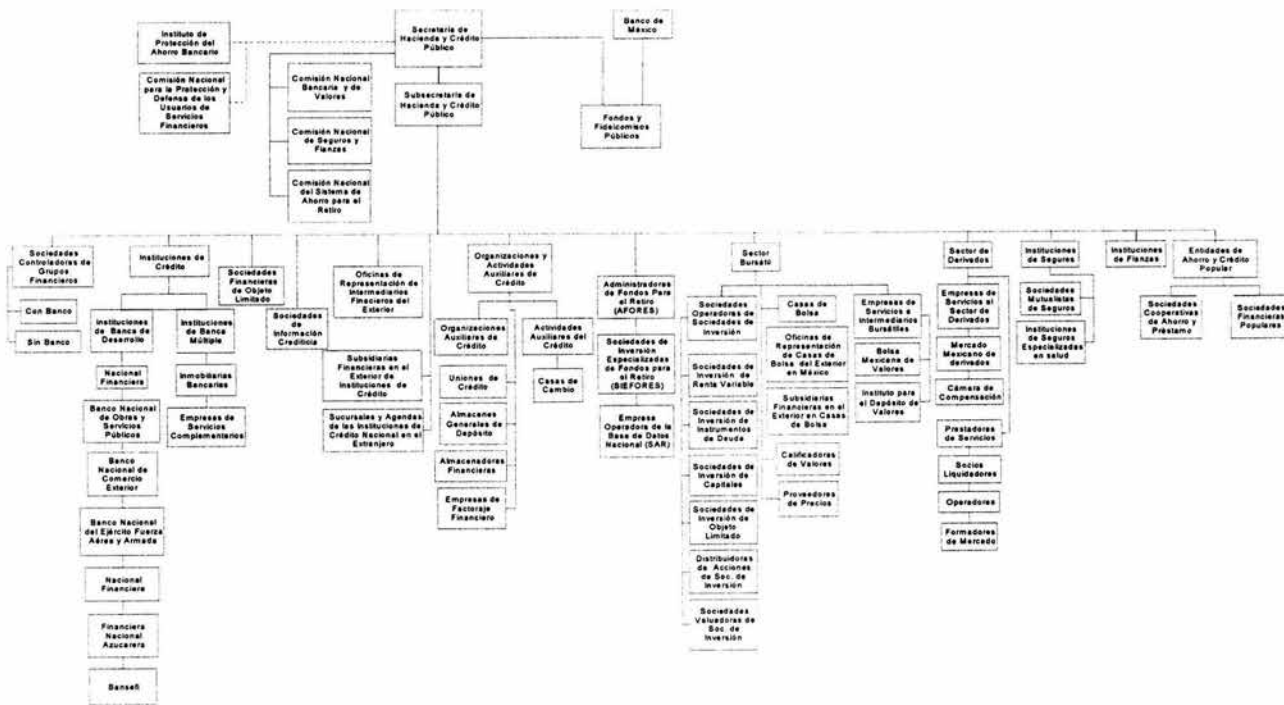 Instituto de
Protección del
Ahorro Bancario
Secretaría de
Hacienda y Crédito
Público
Banco de
México
Comisión Nacional
para la Protección y
Defensa de los
Usuarios de
Servicios
Financieros
Comisión Nacional
Bancaria y de
Valores
Subsecretaría de
Hacienda y Crédito
Público
Fondos y
Fideicomisos
Públicos
Comisión Nacional
de Seguros y
Fianzas
Comisión Nacional
del Sistema de
Ahorro para el
Retiro
Sociedades
Controladoras de
Grupos
Financieros
Con Banco
Sin Banco
Instituciones de
Crédito
Instituciones
de Banca de
Desarrollo
Nacional
Financiera
Banco Nacional
de Obras y
Servicios
Públicos
Banco
Nacional de
Comercio
Exterior
Banco Nacional
del Ejército Fuerza
Aérea y Armada
Nacional
Financiera
Financiera
Nacional
Azucarera
Bansefi
Instituciones
de Banca
Múltiple
Inmobiliarias
Bancarias
Empresas de
Servicios
Complementarios
Sociedades
Financieras
de Objeto
Limitado
Sociedades
de
Información
Crediticia
Oficinas de
Representación de
Intermediarios
Fincieros del
Exterior
Subsidiarias
Financieras en el
Exterior de
Instituciones de
Crédito
Sucursales y Agendas
de las Instituciones de
Crédito Nacional en el
Extranjero
Organizaciones y
Actividades
Auxiliares de
Crédito
Organizaciones
Auxiliares de
Crédito
Uniones de
Crédito
Almacenes
Generales de
Depósito
Almacenadoras
Financieras
Empresas de
Factoraje
Financiero
Actividades
Auxiliares del
Crédito
Casas de
Cambio
Administradoras
de Fondos Para
el Retiro
(AFORES)
Sociedades de
Inversión
Especializadas
de Fondos para
el Retiro
(SIEFORES)
Empresa
Operadora de la
Base de Datos
Nacional (SAR)
Sector
Bursátil
Sociedades
Operadoras de
Sociedades de
Inversión
Sociedades de
Inversión de
Renta Variable
Sociedades de
Inversión de
Instrumentos
de Deuda
Sociedades de
Inversión de
Capitales
Sociedades de
Inversión de
Objeto
Limitado
Distribuidoras
de Acciones
de Soc. de
Inversión
Sociedades
Valuadoras de
Soc. de
Inversión
Casas de
Bolsa
Oficinas de
Representación
de Casas de
Bolsa del Exterior
en México
Subsidiarias
Financieras en el
Exterior en Casas
de Bolsa
Calificadoras
de Valores
Proveedores
de Precios
Empresas de
Servicios e
Intermediarios
Bursátiles
Bolsa
Mexicana de
Valores
Instituto para
el Depósito de
Valores
Sector de
Derivados
Empresas de
Servicios al
Sector de
Derivados
Mercado
Mexicano de
derivados
Cámara de
Compensación
Prestadoras
de Servicios
Socios
Liquidadores
Operadores
Formadores
de Mercado
Instituciones
de Seguros
Sociedades
Mutualistas
de Seguros
Instituciones
de Seguros
Especializadas
en salud
Instituciones
de Fianzas
Entidades de
Ahorro y Crédito
Popular
Sociedades
Cooperativas
de Ahorro y
Préstamo
Sociedades
Financieras
Populares